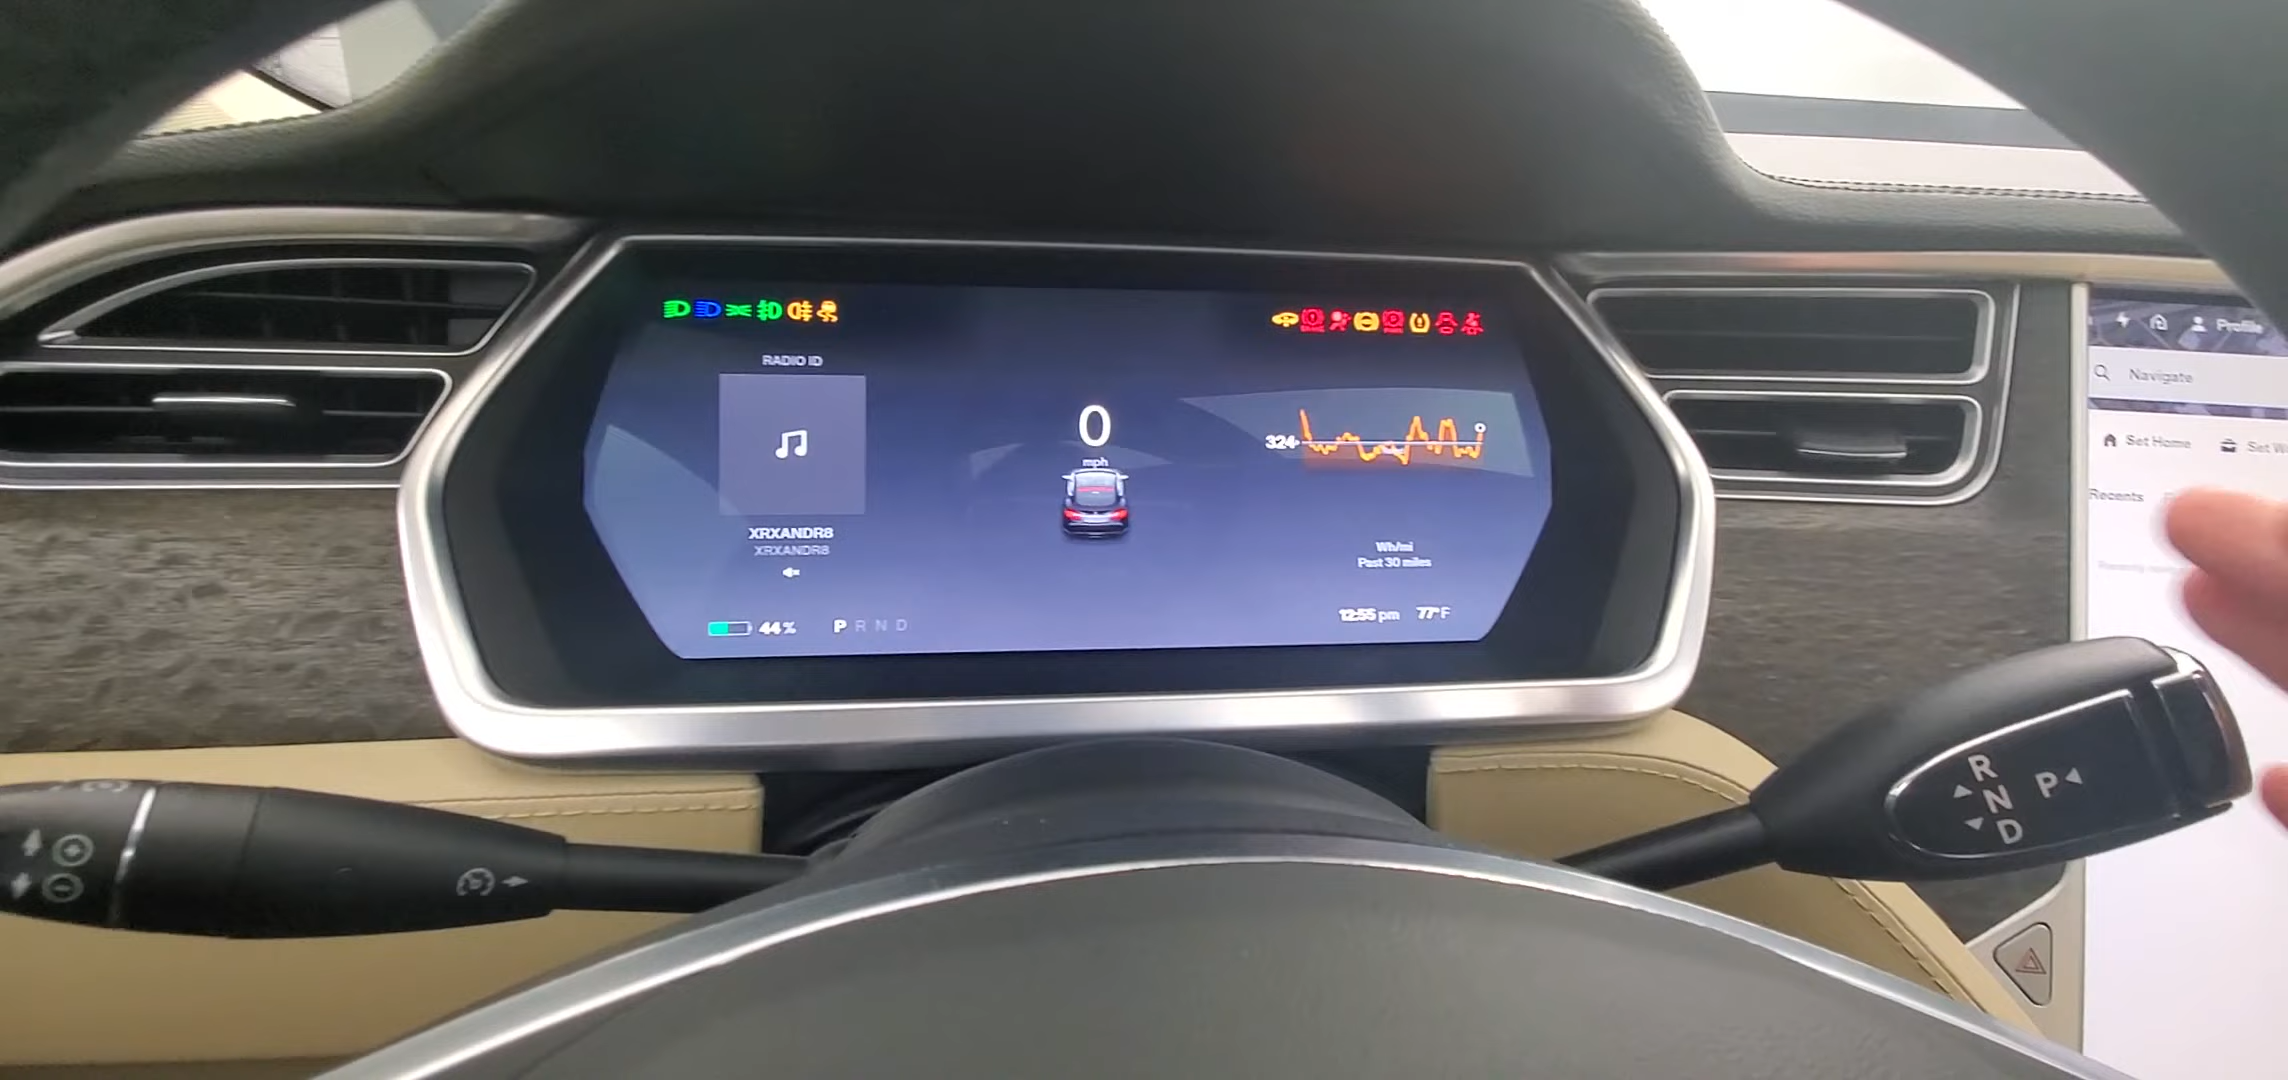 RADIO ID
XRXANDR8
XRXANDR8
44%
P R N D
0
mph
324
Wh/mi
Past 30 miles
12:55 pm 77°F
Profile
Navigate
Set Home
Set W
Recents
R
N
D
P